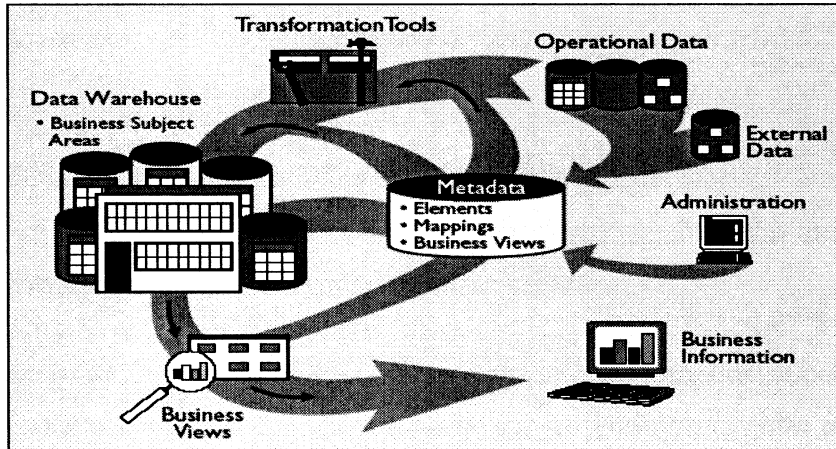 Transformation Tools
Operational Data
Data Warehouse
• Business Subject
Areas
External
Data
Metadata
• Elements
• Mappings
• Business Views
Administration
Business
Information
Business
Views